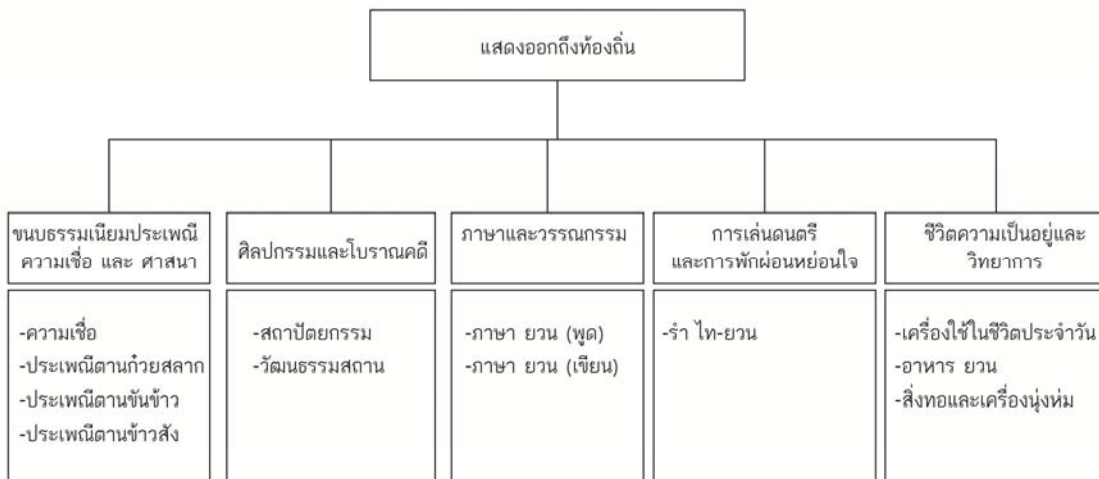 แสดงออกถึงท้องถิ่น
ขนบธรรมเนียมประเพณี
ความเชื่อ และ ศาสนา
-ความเชื่อ
-ประเพณีตานก๋วยสลาก
-ประเพณีตานขันข้าว
-ประเพณีตานข้าวสัง
ศิลปกรรมและโบราณคดี
-สถาปัตยกรรม
-วัฒนธรรมสถาน
ภาษาและวรรณกรรม
-ภาษา ยวน (พูด)
-ภาษา ยวน (เขียน)
การเล่นดนตรี
และการพักผ่อนหย่อนใจ
-รำ ไท-ยวน
ชีวิตความเป็นอยู่และ
วิทยาการ
-เครื่องใช้ในชีวิตประจำวัน
-อาหาร ยวน
-สิ่งทอและเครื่องนุ่งห่ม